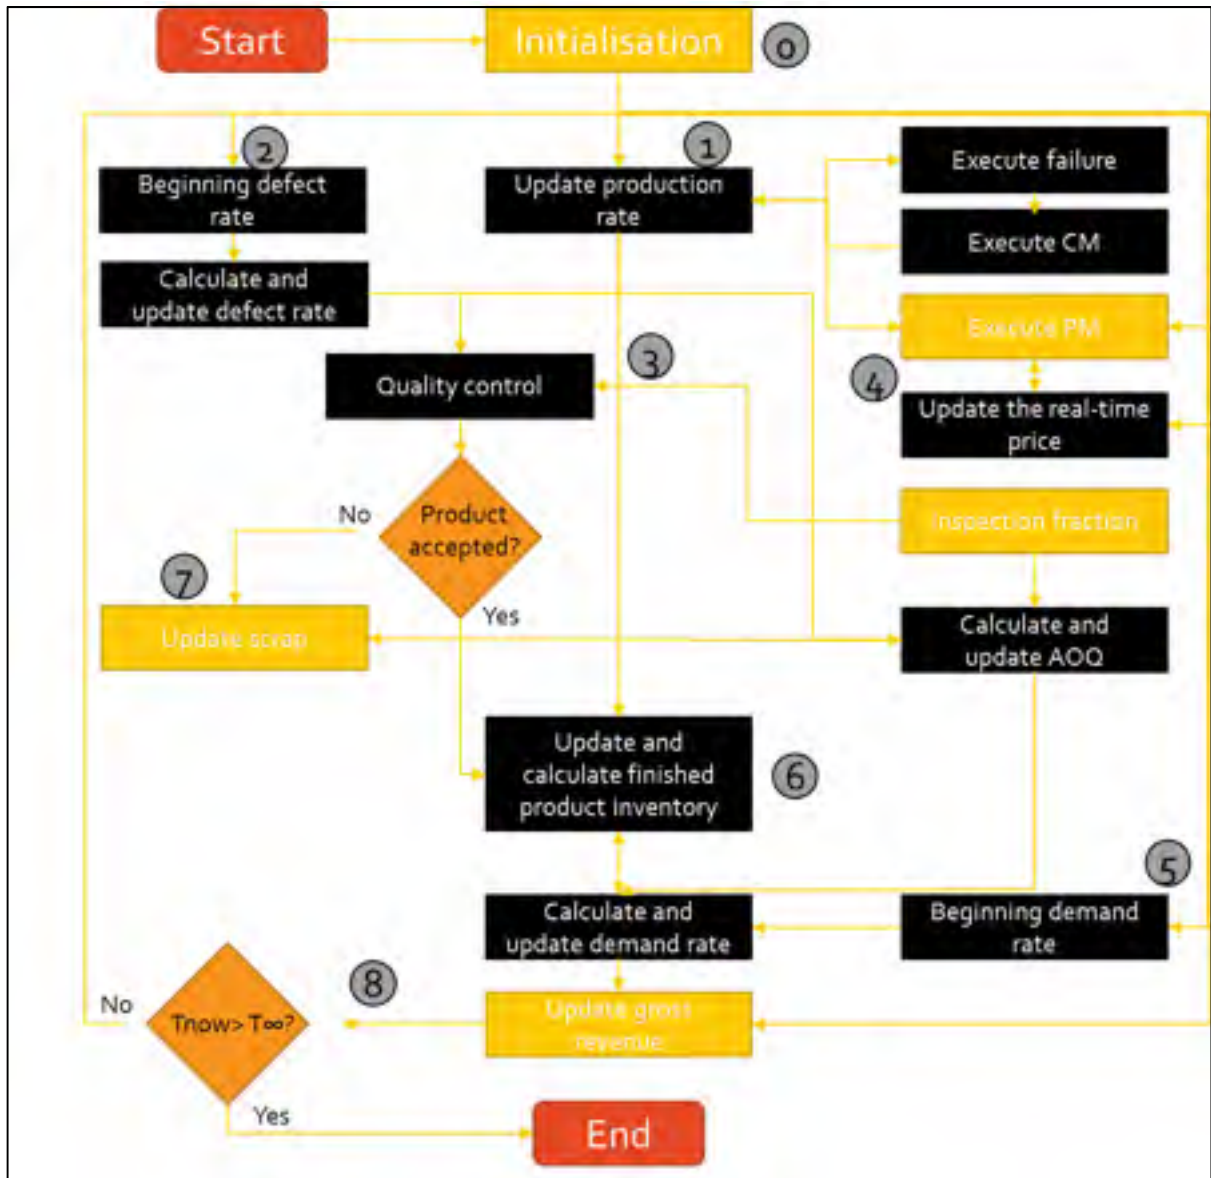 Start
Initialisation
0
2
1
Beginning defect
rate
Update production
rate
Execute failure
Execute CM
Calculate and
update defect rate
Execute PM
3
4
Quality control
Update the real-time
price
No
Product
accepted?
Inspection fraction
7
Yes
Update scrap
Calculate and
update AOQ
Update and
calculate finished
product inventory
6
5
Calculate and
update demand rate
Beginning demand
rate
8
No
Tnow> T∞?
Update gross
revenue
Yes
End